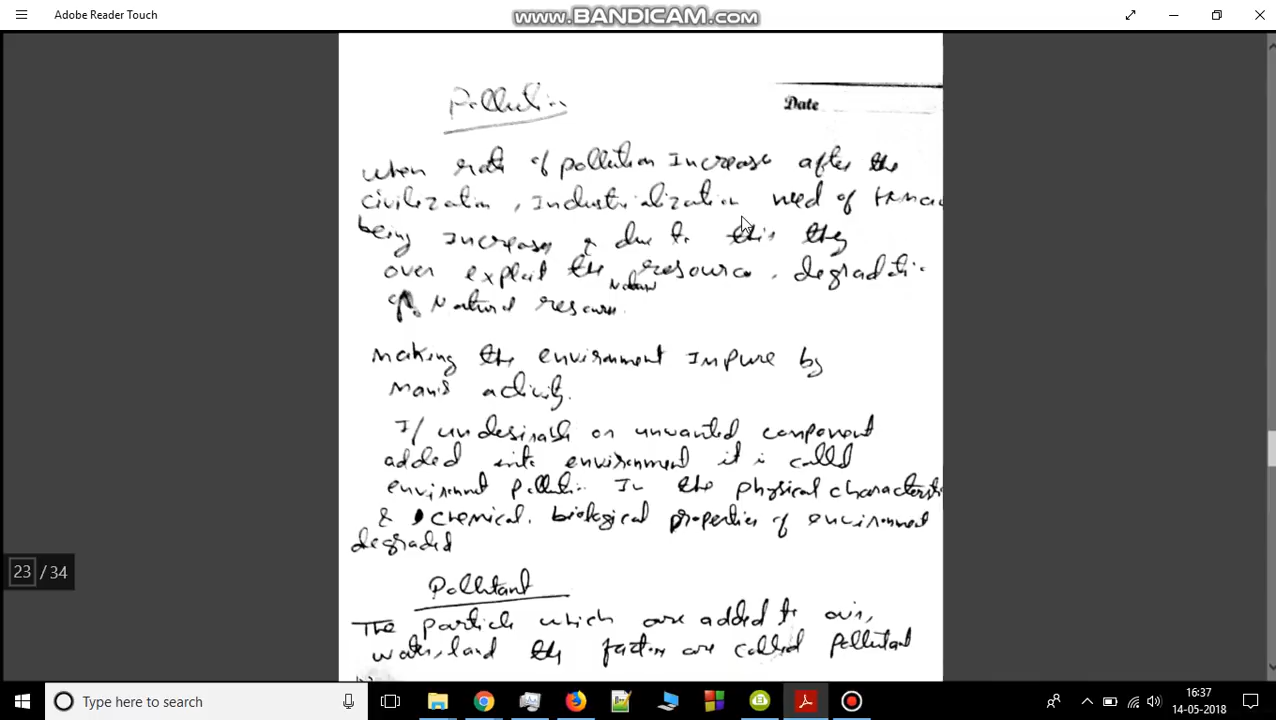 Adobe Reader Touch
www.BANDICAM.com
Pollution
Date
When rate of pollution Increase after the
civilization, Industrialization need of Human
being Increases & due to this they
over exploit the resource, degradation
Natural
of Natural resource.
Making the environment Impure by
Man's activity.
If undesirable or unwanted component
added into environment it is called
environment pollution In the physical characteristic
& chemical, biological properties of environment
degraded
Pollutant
The particle which are added to air,
water, land the factors are called Pollutant
23 / 34
Type here to search
16:37
14-05-2018